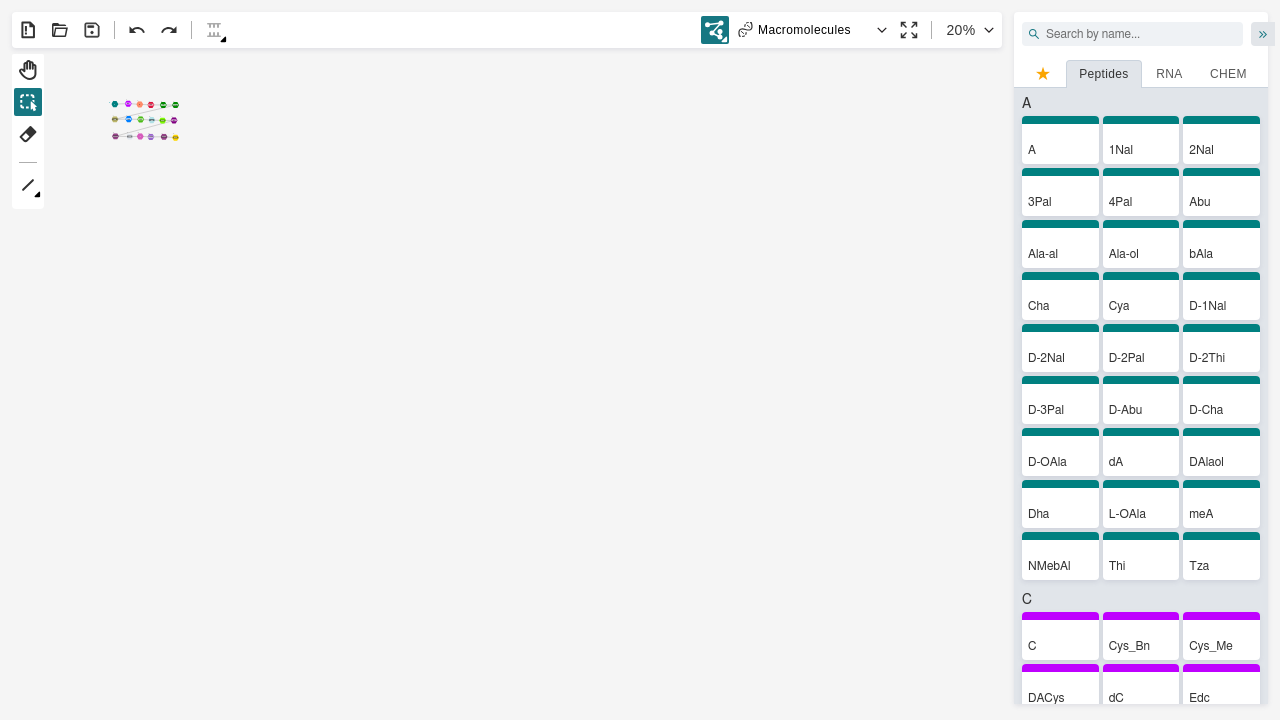 Macromolecules
20%
Search by name...
Peptides RNA CHEM
A
A 1Nal 2Nal
3Pal 4Pal Abu
Ala-al Ala-ol bAla
Cha Cya D-1Nal
D-2Nal D-2Pal D-2Thi
D-3Pal D-Abu D-Cha
D-OAla dA DAlaol
Dha L-OAla meA
NMebAl Thi Tza
C
C Cys_Bn Cys_Me
DACys dC Edc